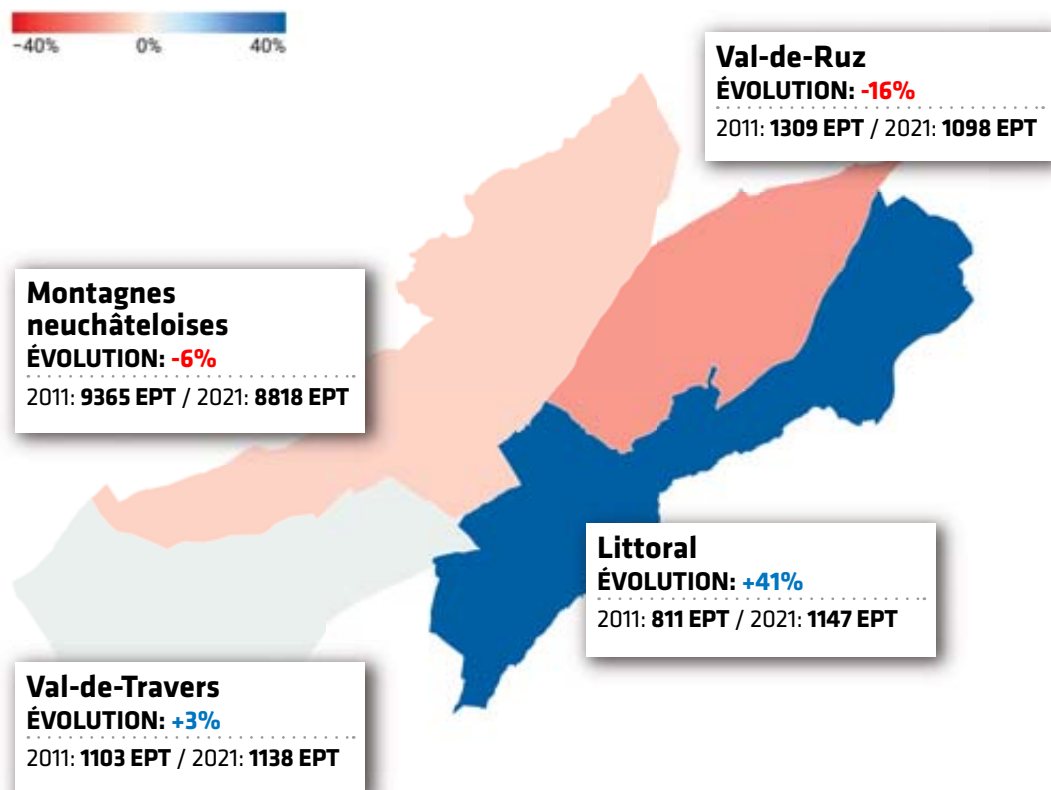 −40% 0% 40%
Val-de-Ruz
ÉVOLUTION: -16%
2011: 1309 EPT / 2021: 1098 EPT
Montagnes
neuchâteloises
ÉVOLUTION: -6%
2011: 9365 EPT / 2021: 8818 EPT
Littoral
ÉVOLUTION: +41%
2011: 811 EPT / 2021: 1147 EPT
Val-de-Travers
ÉVOLUTION: +3%
2011: 1103 EPT / 2021: 1138 EPT